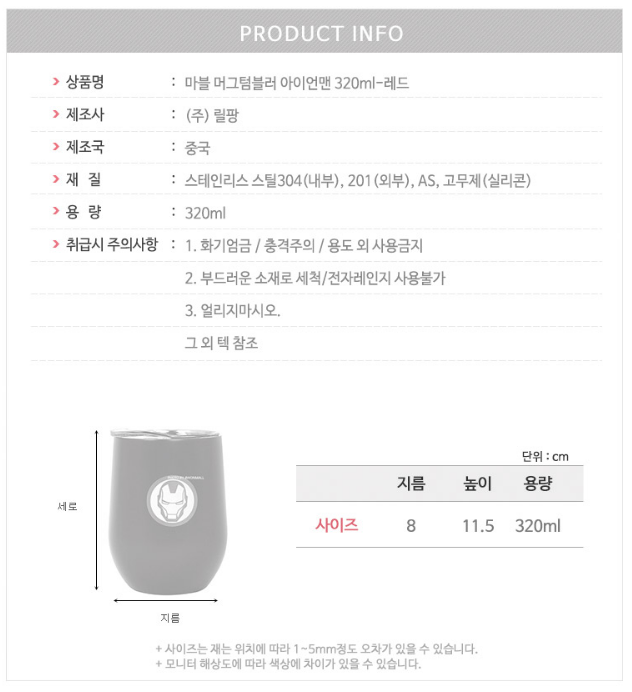 PRODUCT INFO
> 상품명 : 마블 머그텀블러 아이언맨 320ml-레드
> 제조사 : (주) 릴팡
> 제조국 : 중국
> 재 질 : 스테인리스 스틸304(내부), 201(외부), AS, 고무제(실리콘)
> 용 량 : 320ml
> 취급시 주의사항 : 1. 화기엄금 / 충격주의 / 용도 외 사용금지
2. 부드러운 소재로 세척/전자레인지 사용불가
3. 얼리지마시오.
그 외 텍 참조
단위 : cm
지름 높이 용량
사이즈 8 11.5 320ml
세로
지름
+ 사이즈는 재는 위치에 따라 1~5mm정도 오차가 있을 수 있습니다.
+ 모니터 해상도에 따라 색상에 차이가 있을 수 있습니다.